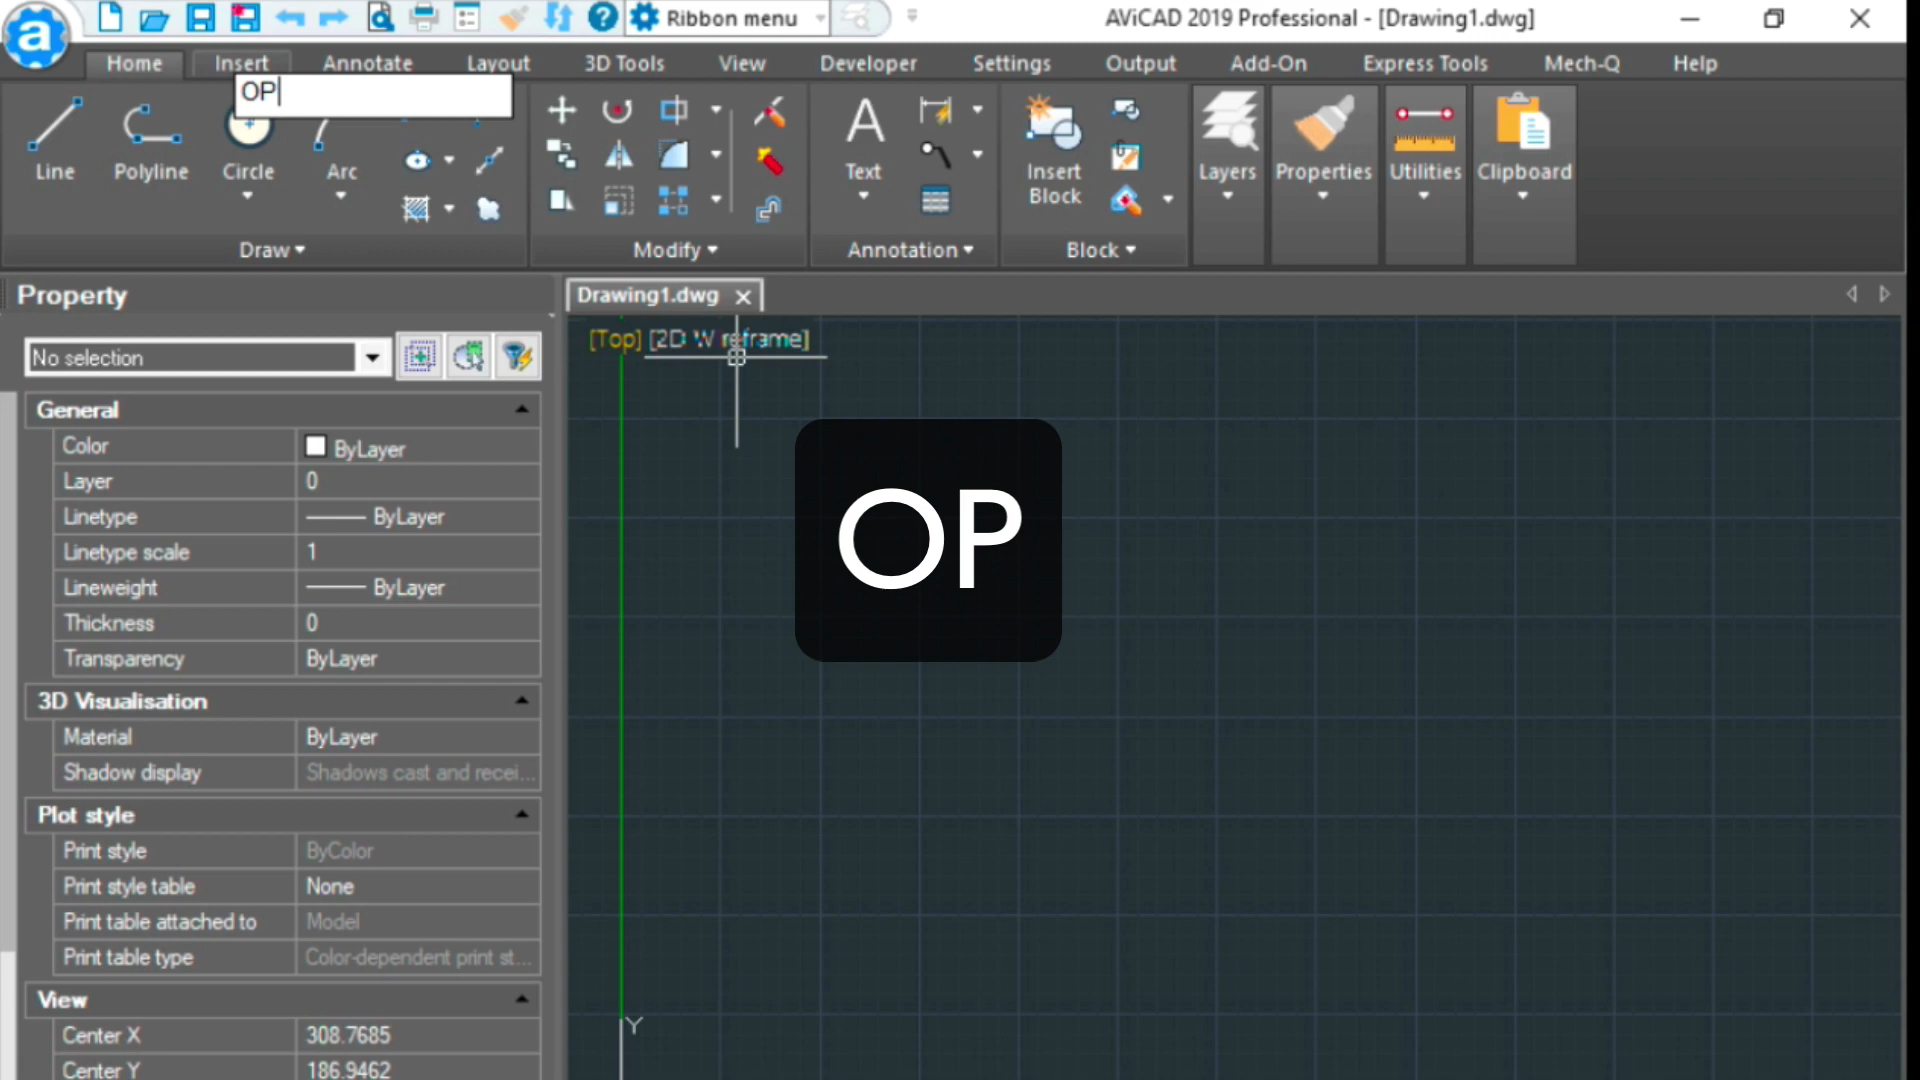 a
Ribbon menu
AViCAD 2019 Professional - [Drawing1.dwg]
Home
Insert
Annotate
Layout
3D Tools
View
Developer
Settings
Output
Add-On
Express Tools
Mech-Q
Help
OP
Line
Polyline
Circle
Arc
A
Text
Insert
Block
Layers
Properties
Utilities
Clipboard
Draw
Modify
Annotation
Block
Property
Drawing1.dwg
[Top] [2D W reframe]
No selection
General
Color ByLayer
Layer 0
Linetype ByLayer
Linetype scale 1
Lineweight ByLayer
Thickness 0
Transparency ByLayer
OP
3D Visualisation
Material ByLayer
Shadow display Shadows cast and recei...
Plot style
Print style ByColor
Print style table None
Print table attached to Model
Print table type Color-dependent print st...
View
Center X 308.7685
Center Y 186.9462
Y